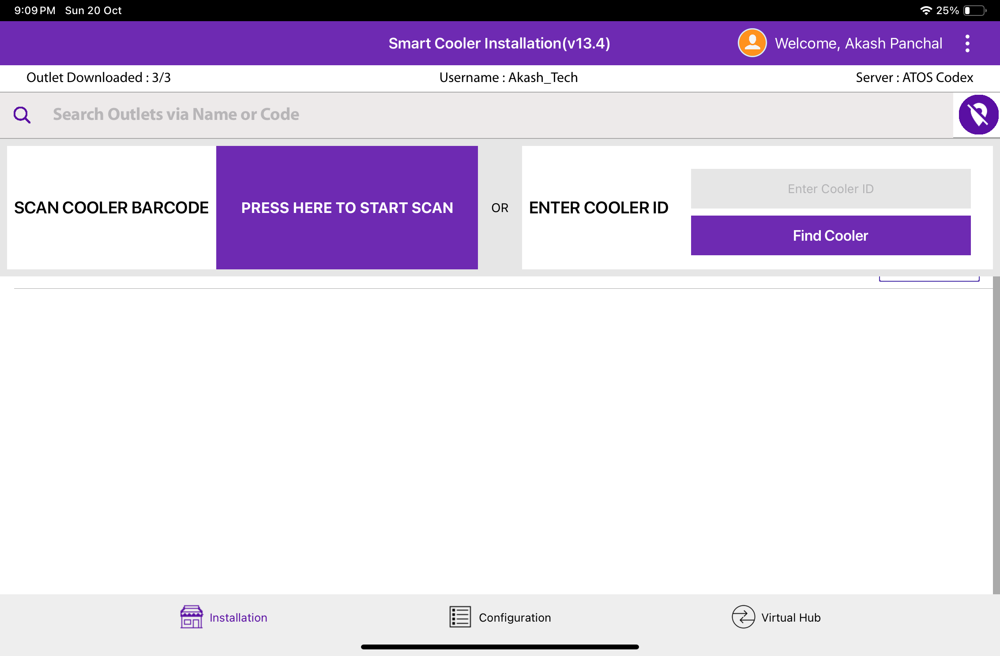 9:09 PM Sun 20 Oct 25%
Smart Cooler Installation(v13.4) Welcome, Akash Panchal
Outlet Downloaded : 3/3 Username : Akash_Tech Server : ATOS Codex
Search Outlets via Name or Code
SCAN COOLER BARCODE
PRESS HERE TO START SCAN
OR
ENTER COOLER ID
Enter Cooler ID
Find Cooler
Installation Configuration Virtual Hub